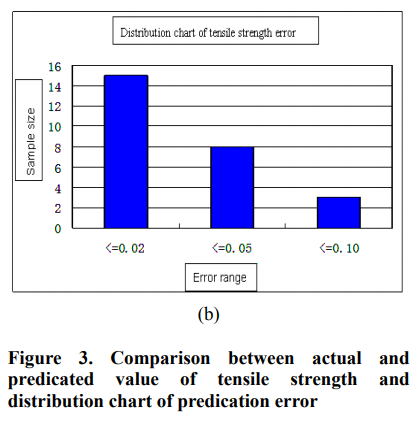 Distribution chart of tensile strength error
16
14
12
10
8
6
4
2
0
Sample size
<=0.02 <=0.05 <=0.10
Error range
(b)
Figure 3. Comparison between actual and
predicated value of tensile strength and
distribution chart of predication error